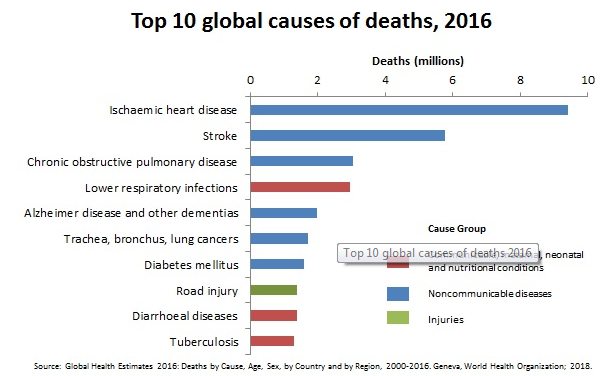 Top 10 global causes of deaths, 2016
Deaths (millions)
0 2 4 6 8 10
Ischaemic heart disease
Stroke
Chronic obstructive pulmonary disease
Lower respiratory infections
Alzheimer disease and other dementias
Trachea, bronchus, lung cancers
Diabetes mellitus
Road injury
Diarrhoeal diseases
Tuberculosis
Cause Group
Top 10 global causes of deaths 2016
neonatal
and nutritional conditions
Noncommunicable diseases
Injuries
Source: Global Health Estimates 2016: Deaths by Cause, Age, Sex, by Country and by Region, 2000-2016. Geneva, World Health Organization; 2018.